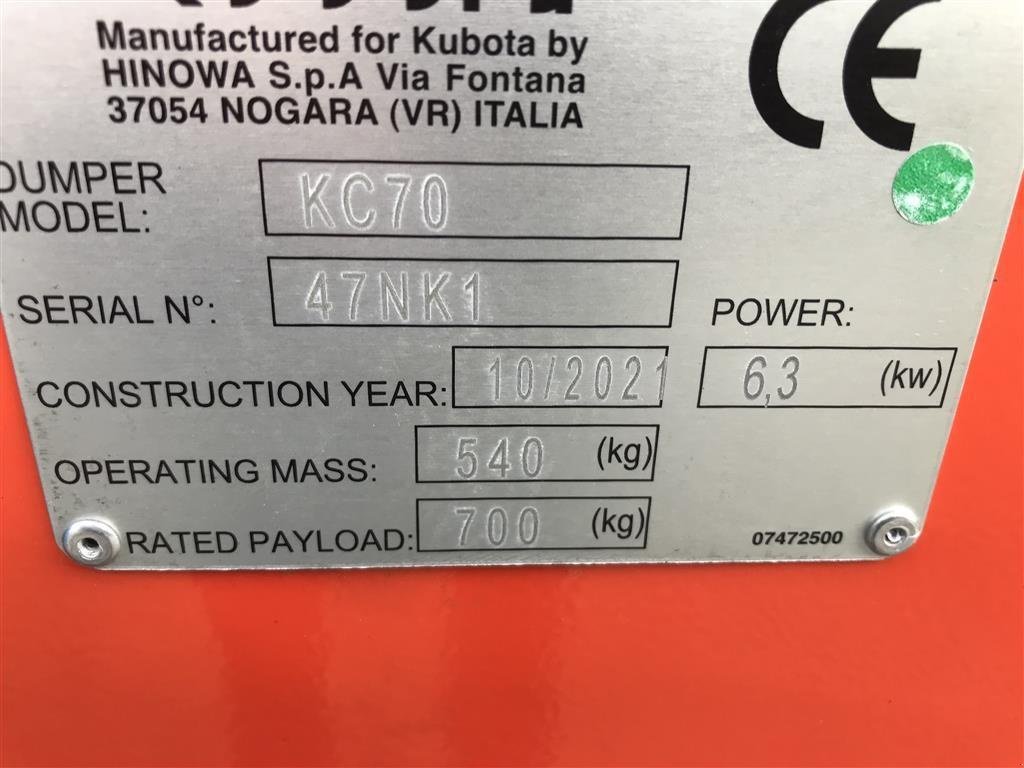 Manufactured for Kubota by
HINOWA S.p.A Via Fontana
37054 NOGARA (VR) ITALIA
CE
DUMPER
MODEL: KC70
SERIAL N°: 47NK1
POWER:
CONSTRUCTION YEAR: 10/2021 6,3 (kw)
OPERATING MASS: 540 (kg)
RATED PAYLOAD: 700 (kg)
07472500